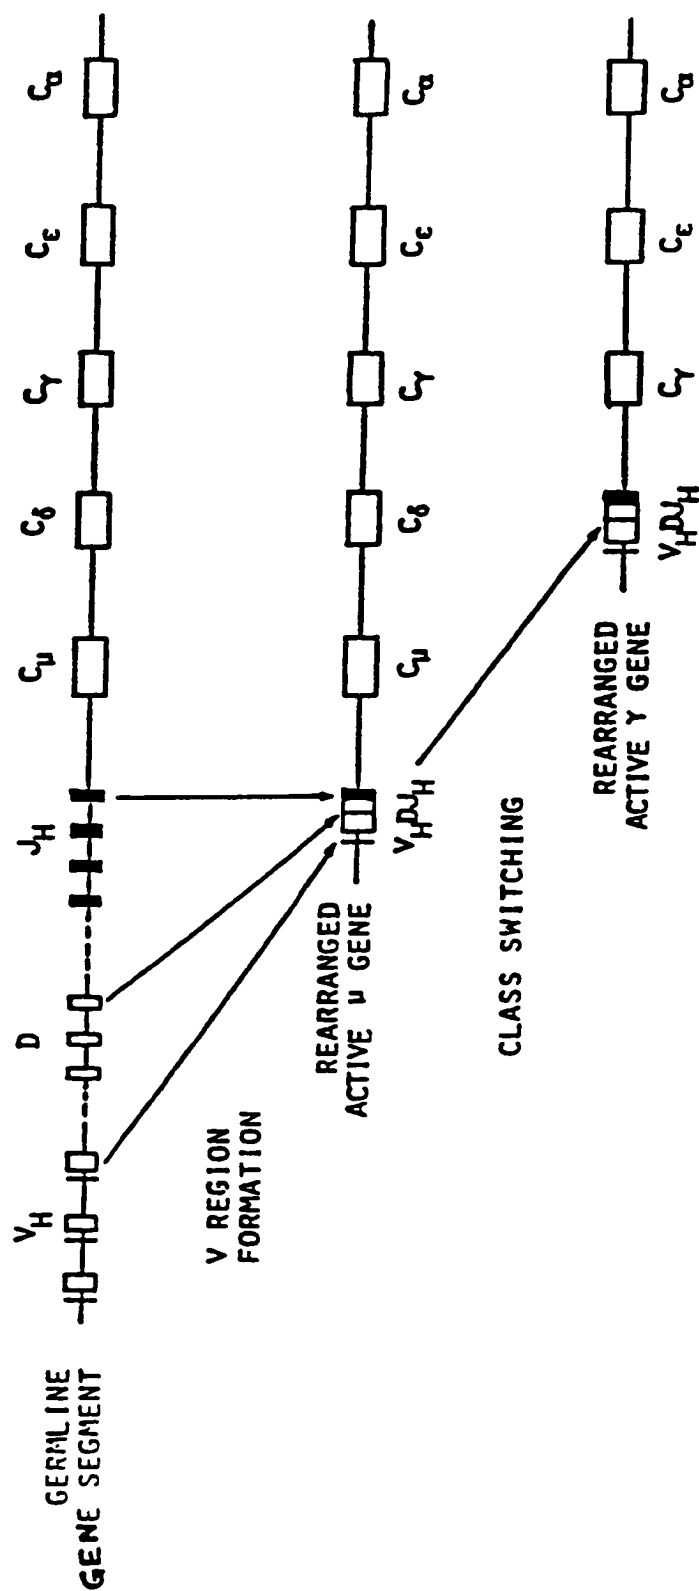 V_H D J_H C_μ C_δ C_γ C_ε C_α
GERMLINE
GENE SEGMENT
V REGION
FORMATION
REARRANGED
ACTIVE μ GENE
V_HDJ_H C_μ C_δ C_γ C_ε C_α
CLASS SWITCHING
REARRANGED
ACTIVE γ GENE
V_HDJ_H C_γ C_ε C_α